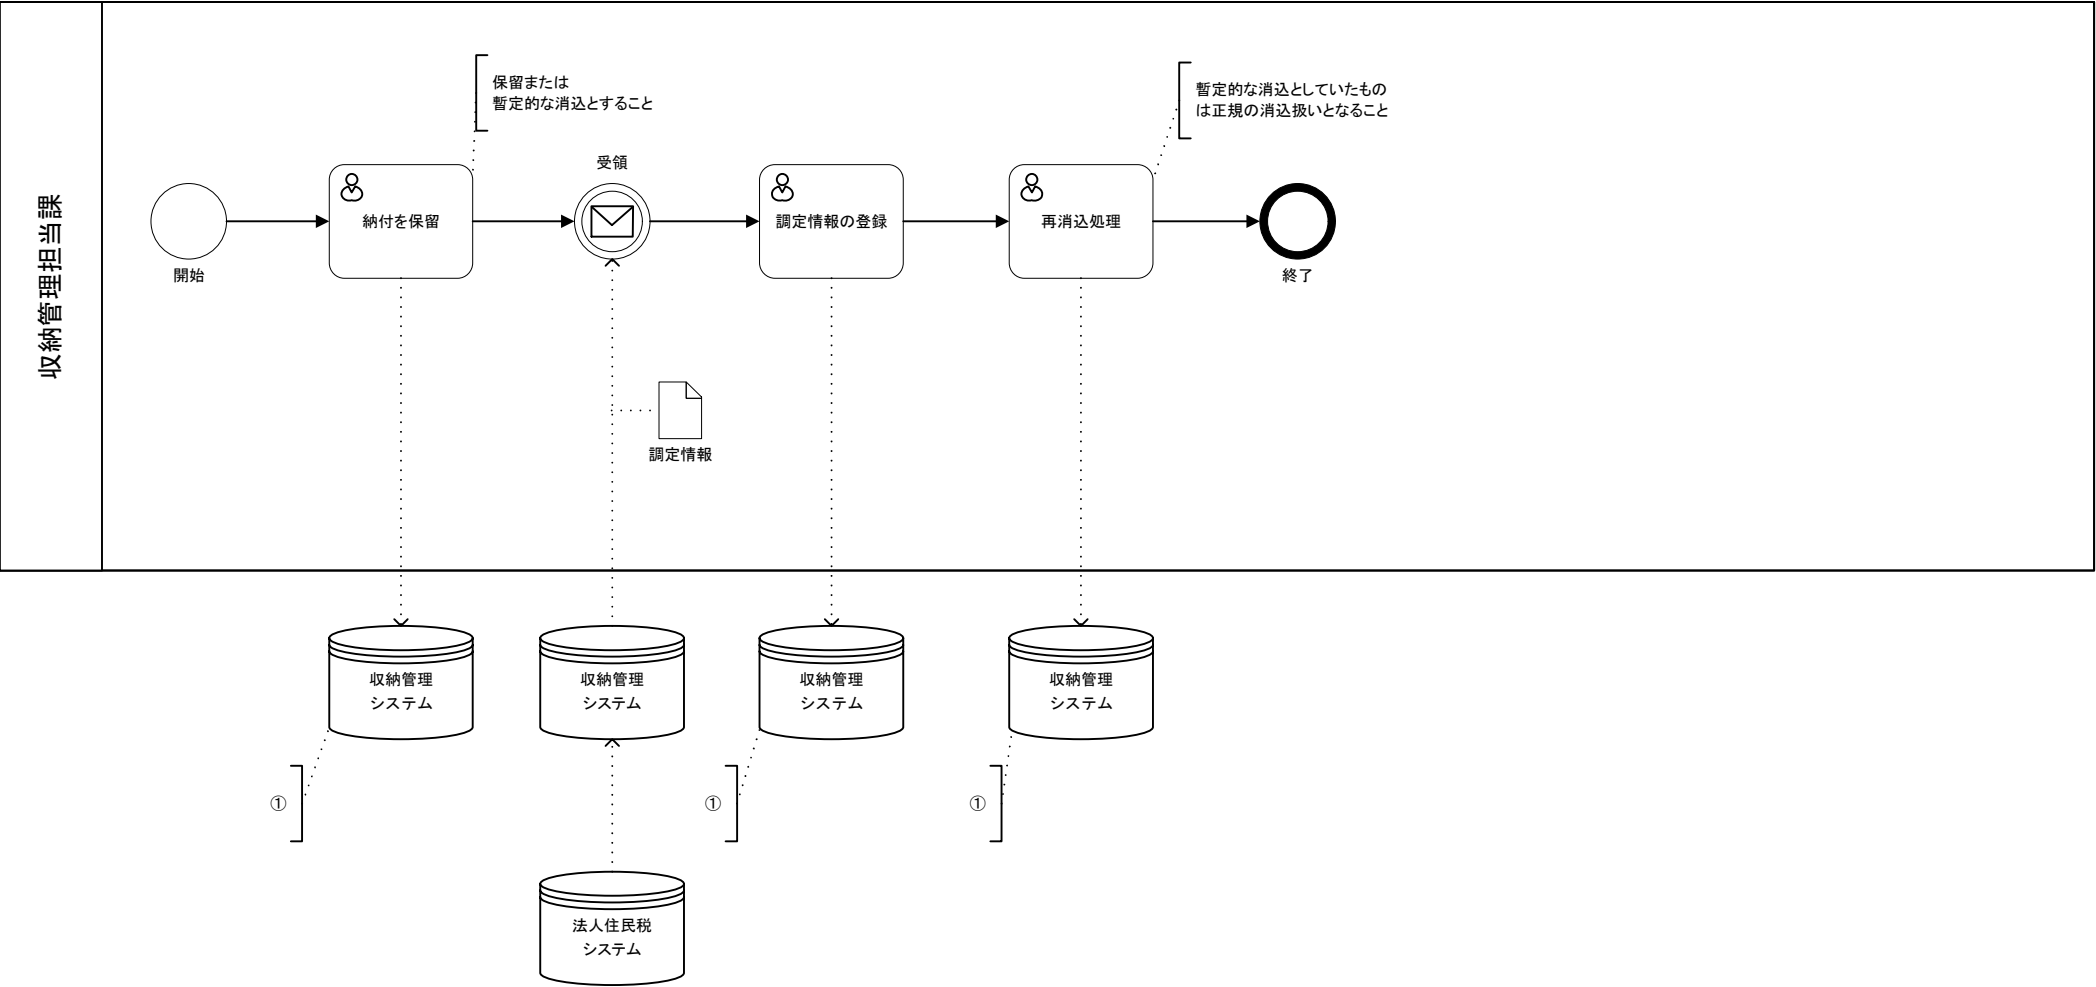 収納管理担当課
保留または
暫定的な消込とすること
暫定的な消込としていたもの
は正規の消込扱いとなること
受領
納付を保留
調定情報の登録
再消込処理
開始
終了
調定情報
収納管理
システム
収納管理
システム
収納管理
システム
収納管理
システム
①
①
①
法人住民税
システム